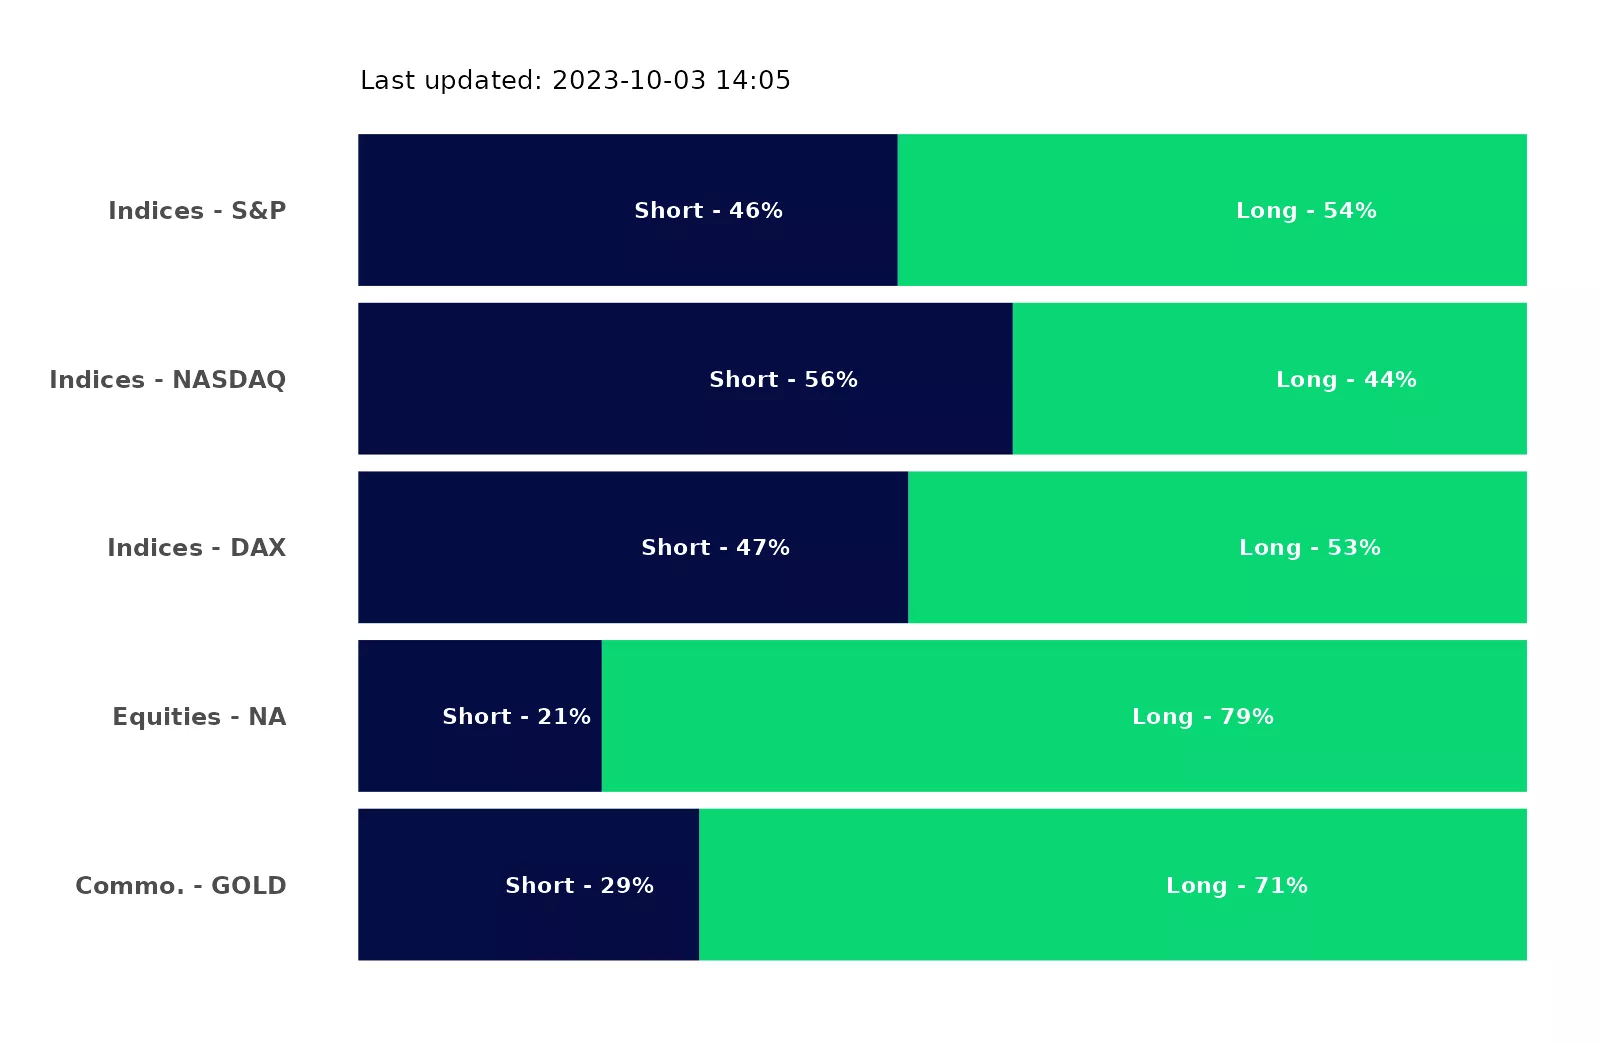 Last updated: 2023-10-03 14:05
Indices - S&P Short - 46% Long - 54%
Indices - NASDAQ Short - 56% Long - 44%
Indices - DAX Short - 47% Long - 53%
Equities - NA Short - 21% Long - 79%
Commo. - GOLD Short - 29% Long - 71%